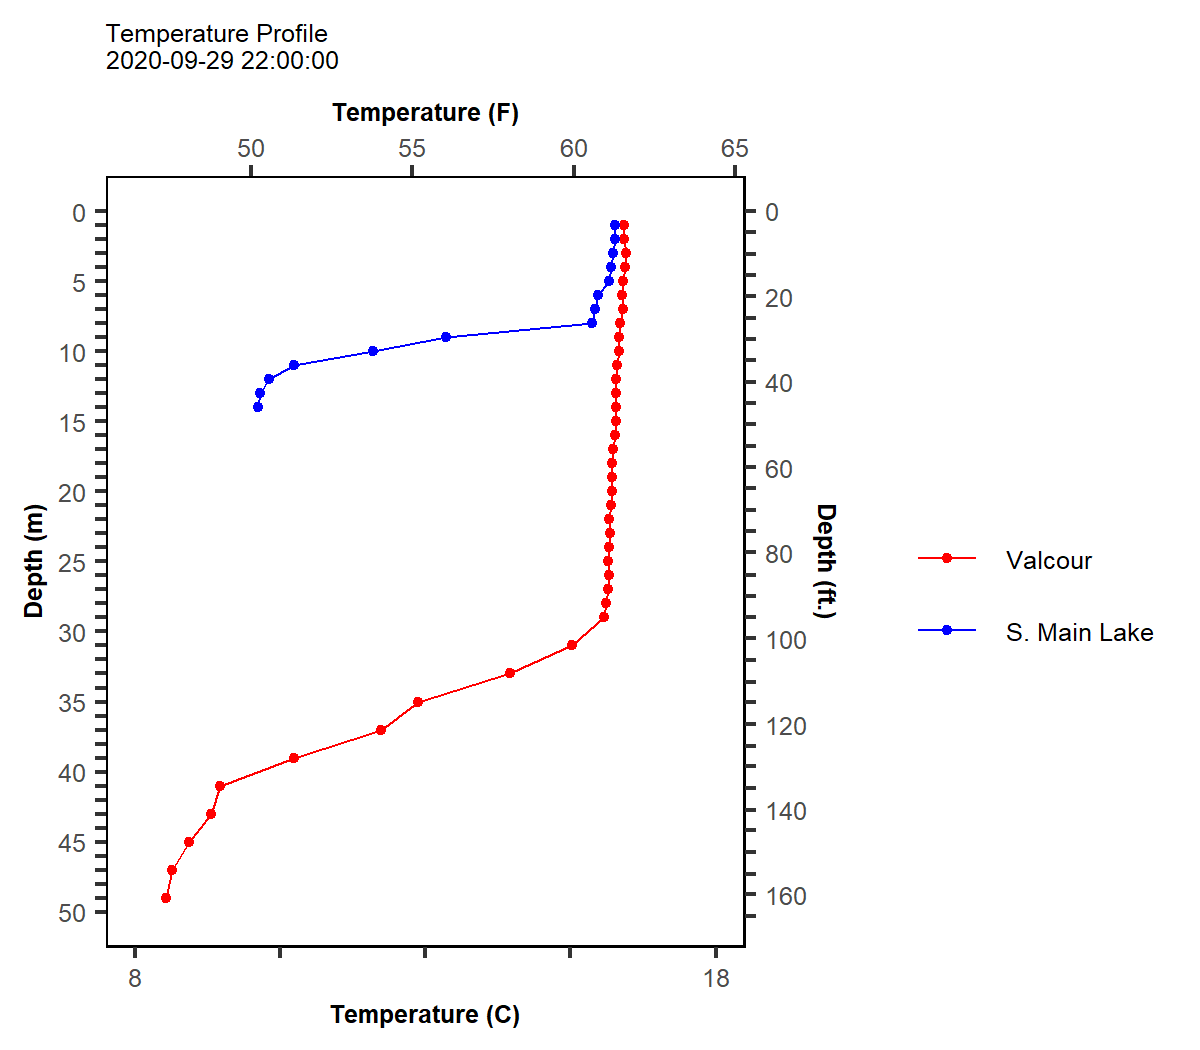 Temperature Profile
2020-09-29 22:00:00
Temperature (F)
50 55 60 65
0
5
10
15
20
25
30
35
40
45
50
Depth (m)
0
20
40
60
80
100
120
140
160
Depth (ft.)
Valcour
S. Main Lake
8 18
Temperature (C)